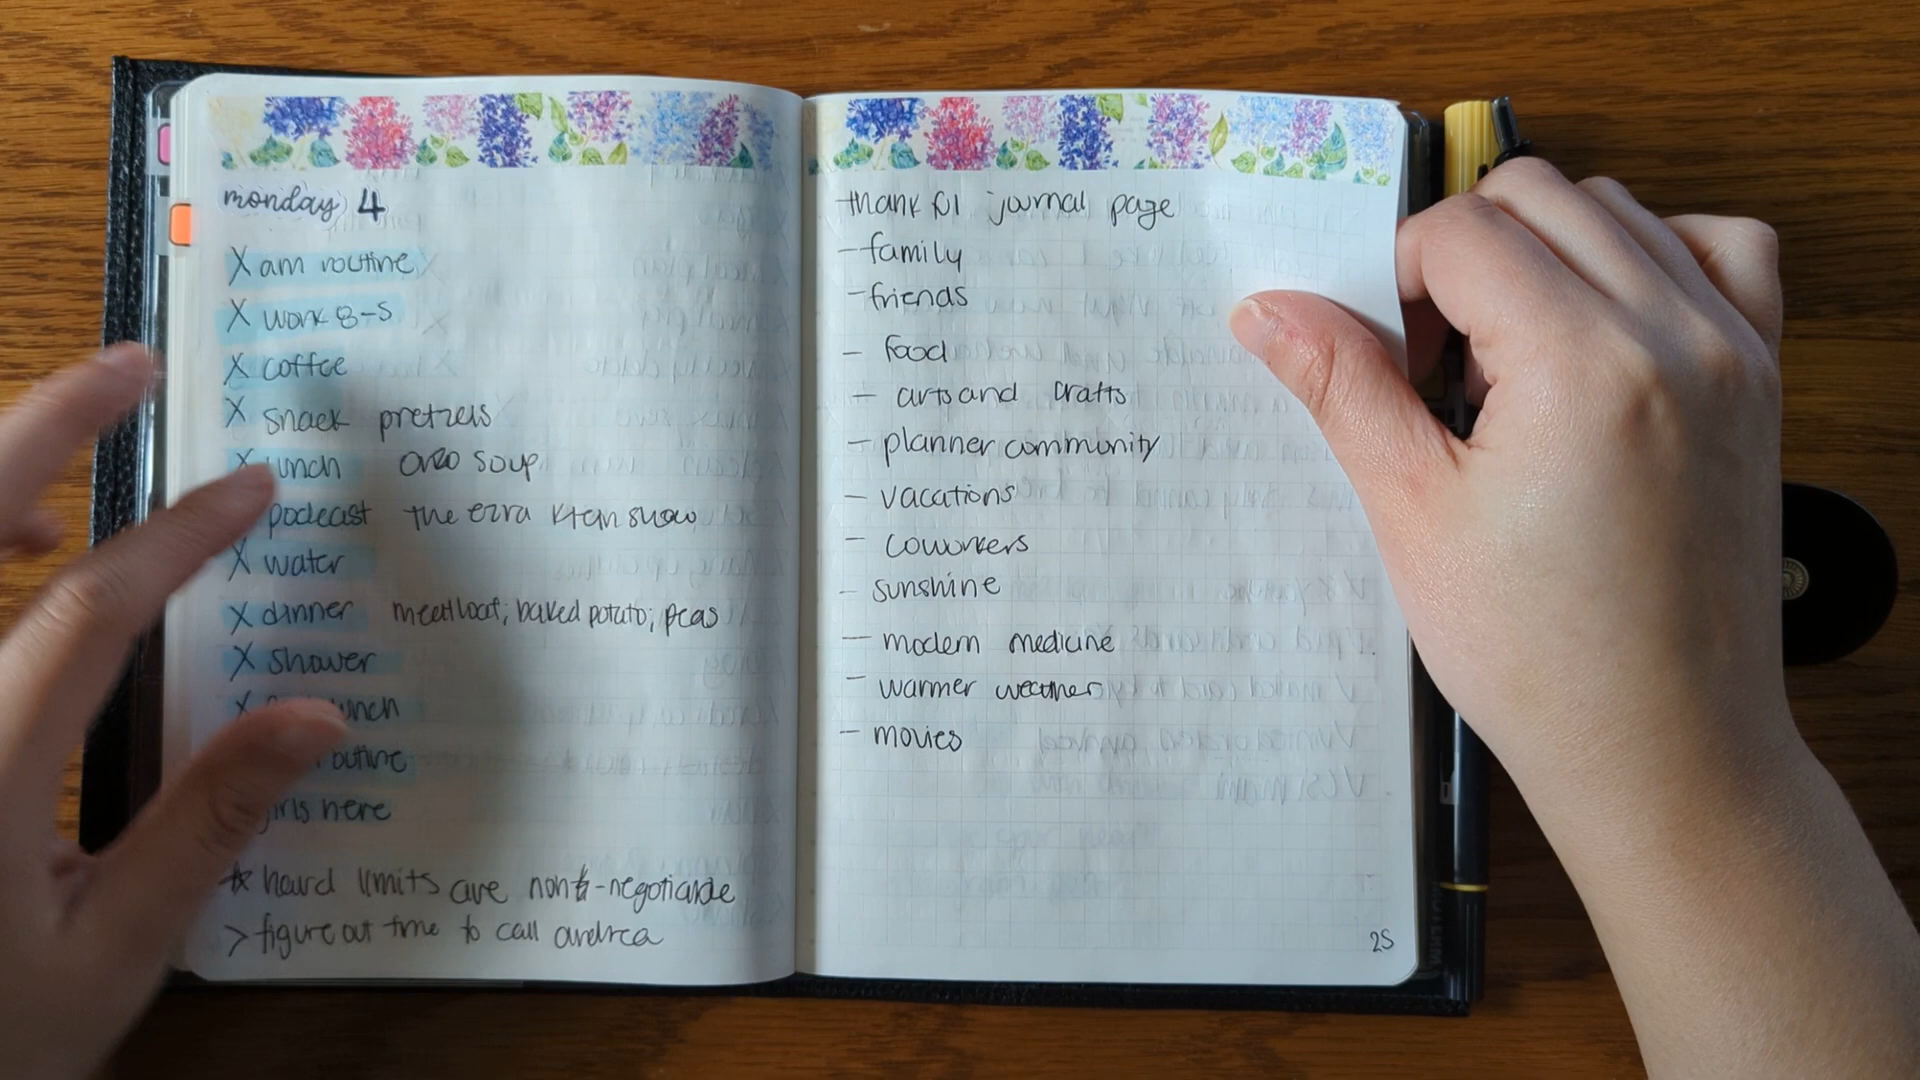 monday 4
X am routine
X work 8-5
X coffee
X snack pretzels
X lunch orzo soup
podcast the ezra klein show
X water
X dinner meatloaf; baked potato; peas
X shower
X unch
outine
girls here
* hard limits are non-negotiable
> figure out time to call andrea
thankful journal page
- family
- friends
- food
- arts and crafts
- planner community
- vacations
- coworkers
- sunshine
- modern medicine
- warmer weather
- movies
25